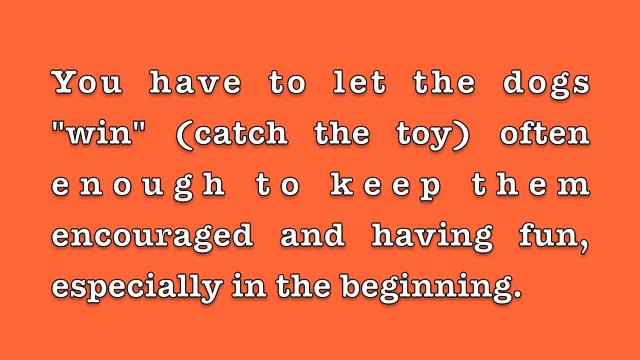 You have to let the dogs
"win" (catch the toy) often
enough to keep them
encouraged and having fun,
especially in the beginning.